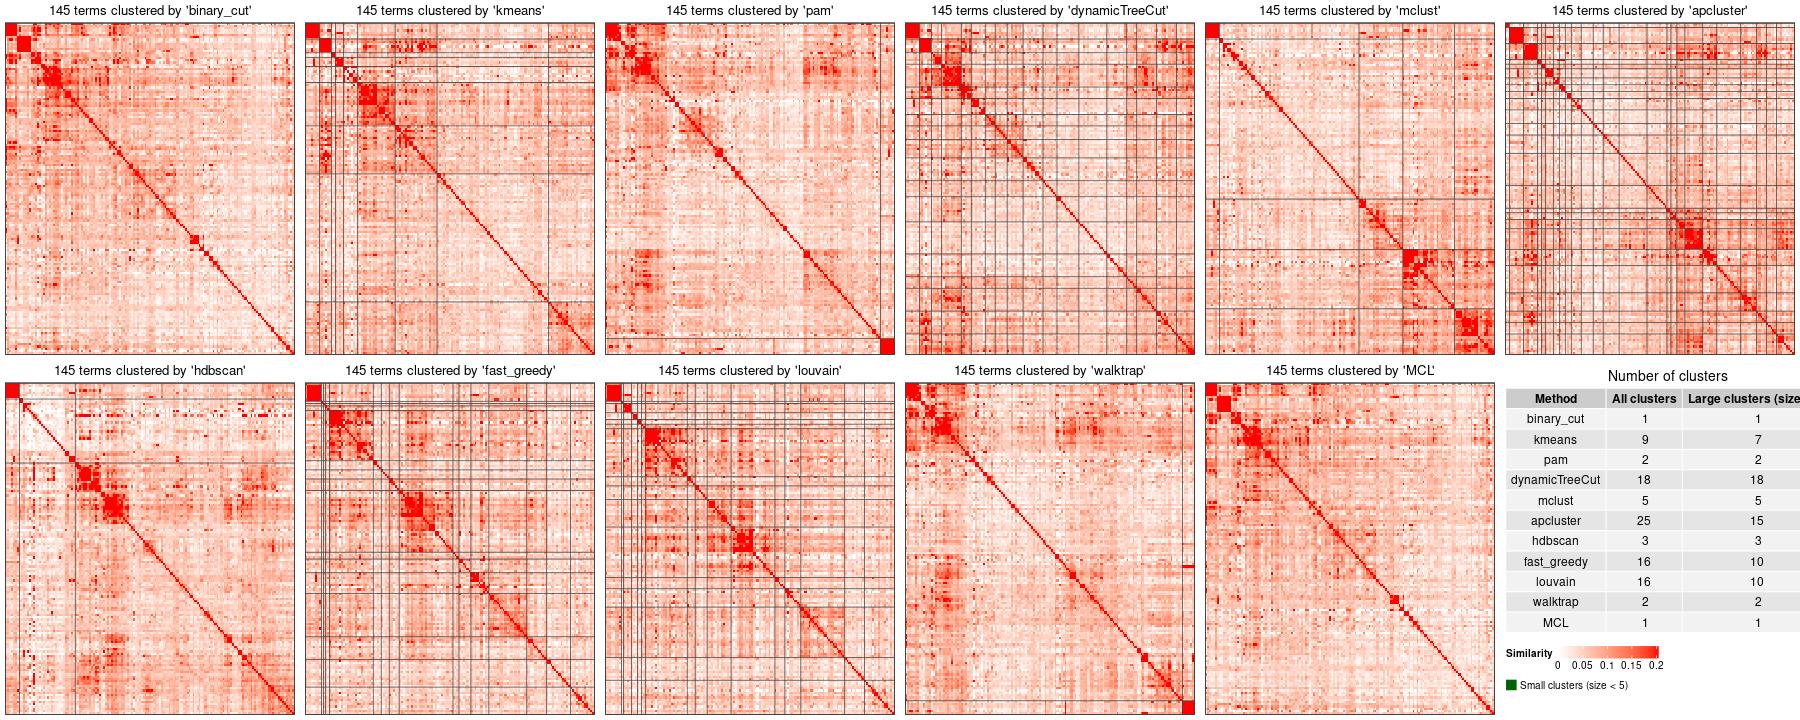 145 terms clustered by 'binary_cut'
145 terms clustered by 'kmeans'
145 terms clustered by 'pam'
145 terms clustered by 'dynamicTreeCut'
145 terms clustered by 'mclust'
145 terms clustered by 'apcluster'
145 terms clustered by 'hdbscan'
145 terms clustered by 'fast_greedy'
145 terms clustered by 'louvain'
145 terms clustered by 'walktrap'
145 terms clustered by 'MCL'
Number of clusters
Method All clusters Large clusters (size
binary_cut 1 1
kmeans 9 7
pam 2 2
dynamicTreeCut 18 18
mclust 5 5
apcluster 25 15
hdbscan 3 3
fast_greedy 16 10
louvain 16 10
walktrap 2 2
MCL 1 1
Similarity
0 0.05 0.1 0.15 0.2
Small clusters (size < 5)